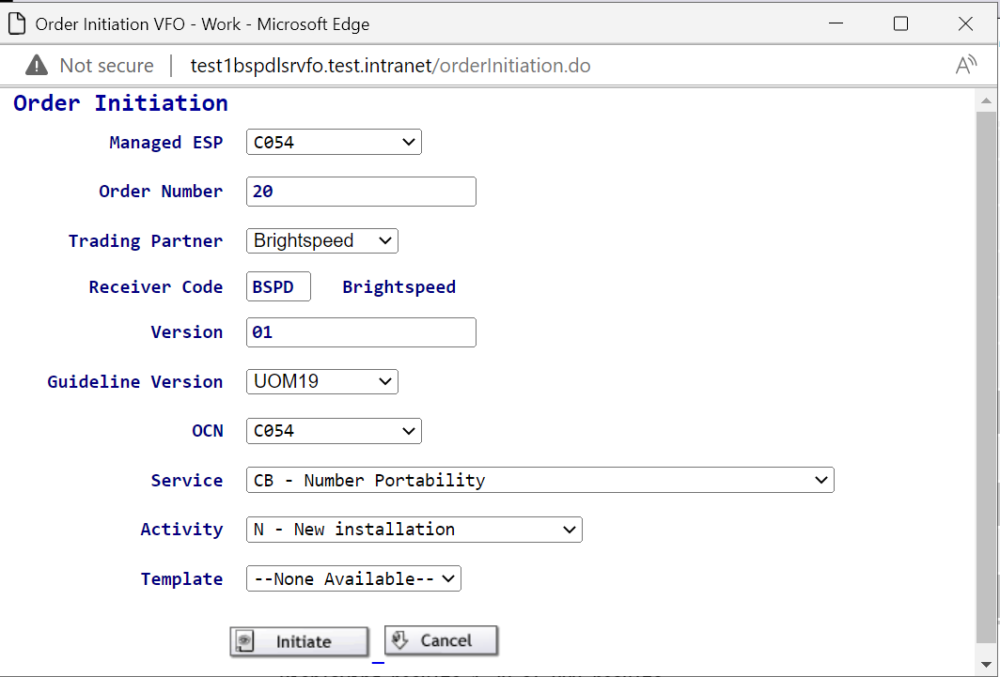 Order Initiation VFO - Work - Microsoft Edge
Not secure | test1bspdlsrvfo.test.intranet/orderInitiation.do
Order Initiation
Managed ESP C054
Order Number 20
Trading Partner Brightspeed
Receiver Code BSPD Brightspeed
Version 01
Guideline Version UOM19
OCN C054
Service CB - Number Portability
Activity N - New installation
Template --None Available--
Initiate Cancel